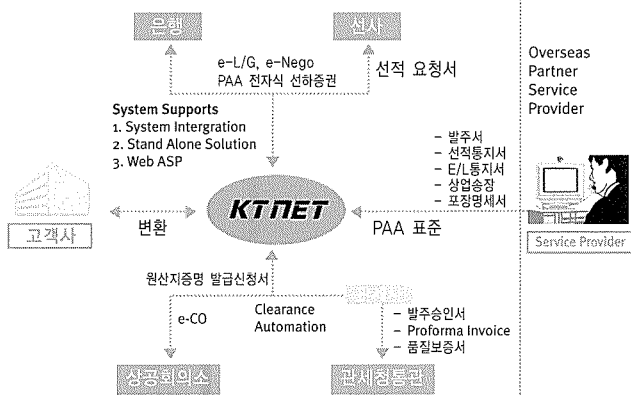 은행
선사
e-L/G, e-Nego
PAA 전자식 선하증권
선적 요청서
Overseas
Partner
Service
Provider
System Supports
1. System Intergration
2. Stand Alone Solution
3. Web ASP
- 발주서
- 선적통지서
- E/L통지서
- 상업송장
- 포장명세서
KTNET
고객사
변환
PAA 표준
Service Provider
원산지증명 발급신청서
e-CO
Clearance
Automation
- 발주승인서
- Proforma Invoice
- 품질보증서
상공회의소
관세청통관